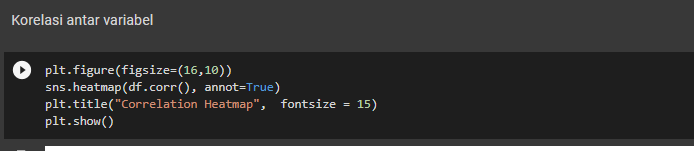 Korelasi antar variabel
plt.figure(figsize=(16,10))
sns.heatmap(df.corr(), annot=True)
plt.title("Correlation Heatmap",  fontsize = 15)
plt.show()